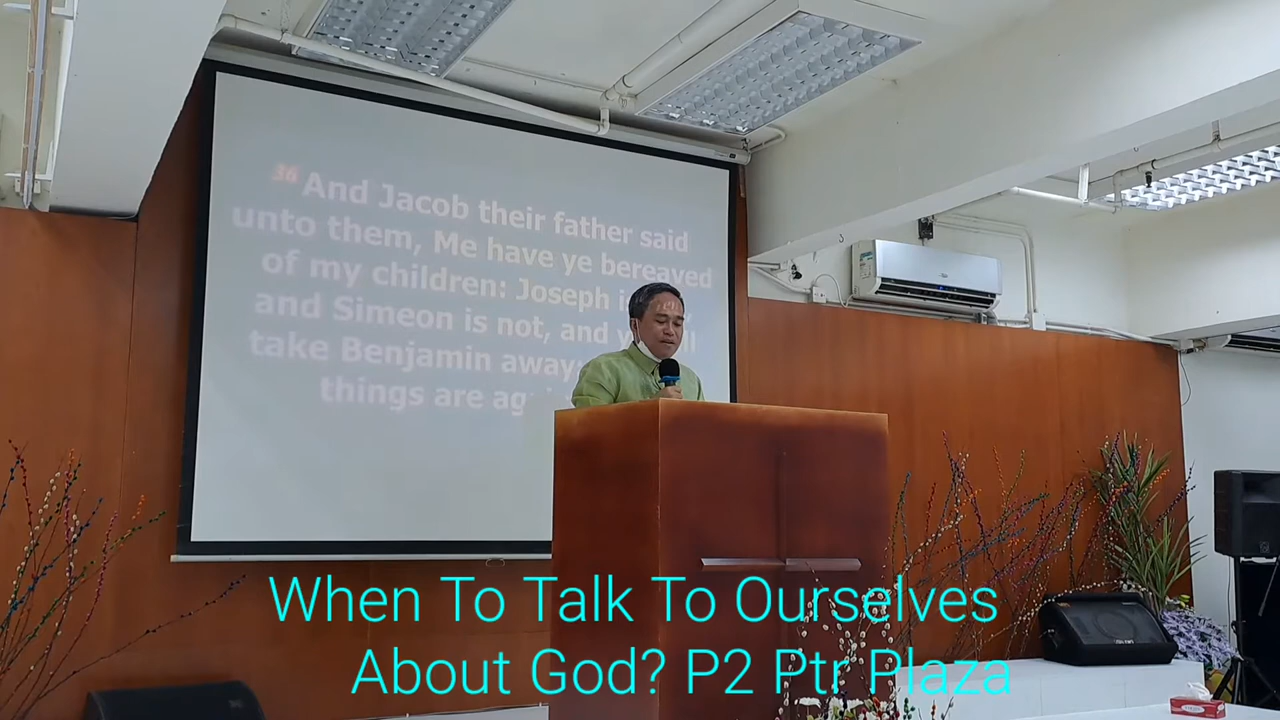 36 And Jacob their father said
unto them, Me have ye bereaved
of my children: Joseph
and Simeon is not, and
take Benjamin away
things are
When To Talk To Ourselves
About God? P2 Ptr Plaza